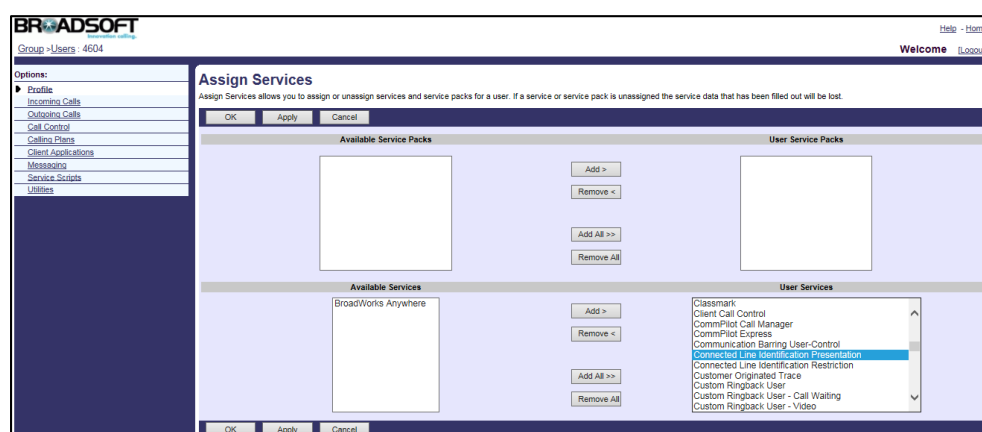 BROADSOFT
innovation calling.
Help - Hom
Group >Users : 4604
Welcome [Logou
Options:
Profile
Incoming Calls
Outgoing Calls
Call Control
Calling Plans
Client Applications
Messaging
Service Scripts
Utilities
Assign Services
Assign Services allows you to assign or unassign services and service packs for a user. If a service or service pack is unassigned the service data that has been filled out will be lost.
OK Apply Cancel
Available Service Packs User Service Packs
Add >
Remove <
Add All >>
Remove All
Available Services User Services
BroadWorks Anywhere
Add >
Remove <
Add All >>
Remove All
Classmark
Client Call Control
CommPilot Call Manager
CommPilot Express
Communication Barring User-Control
Connected Line Identification Presentation
Connected Line Identification Restriction
Customer Originated Trace
Custom Ringback User
Custom Ringback User - Call Waiting
Custom Ringback User - Video
OK Apply Cancel